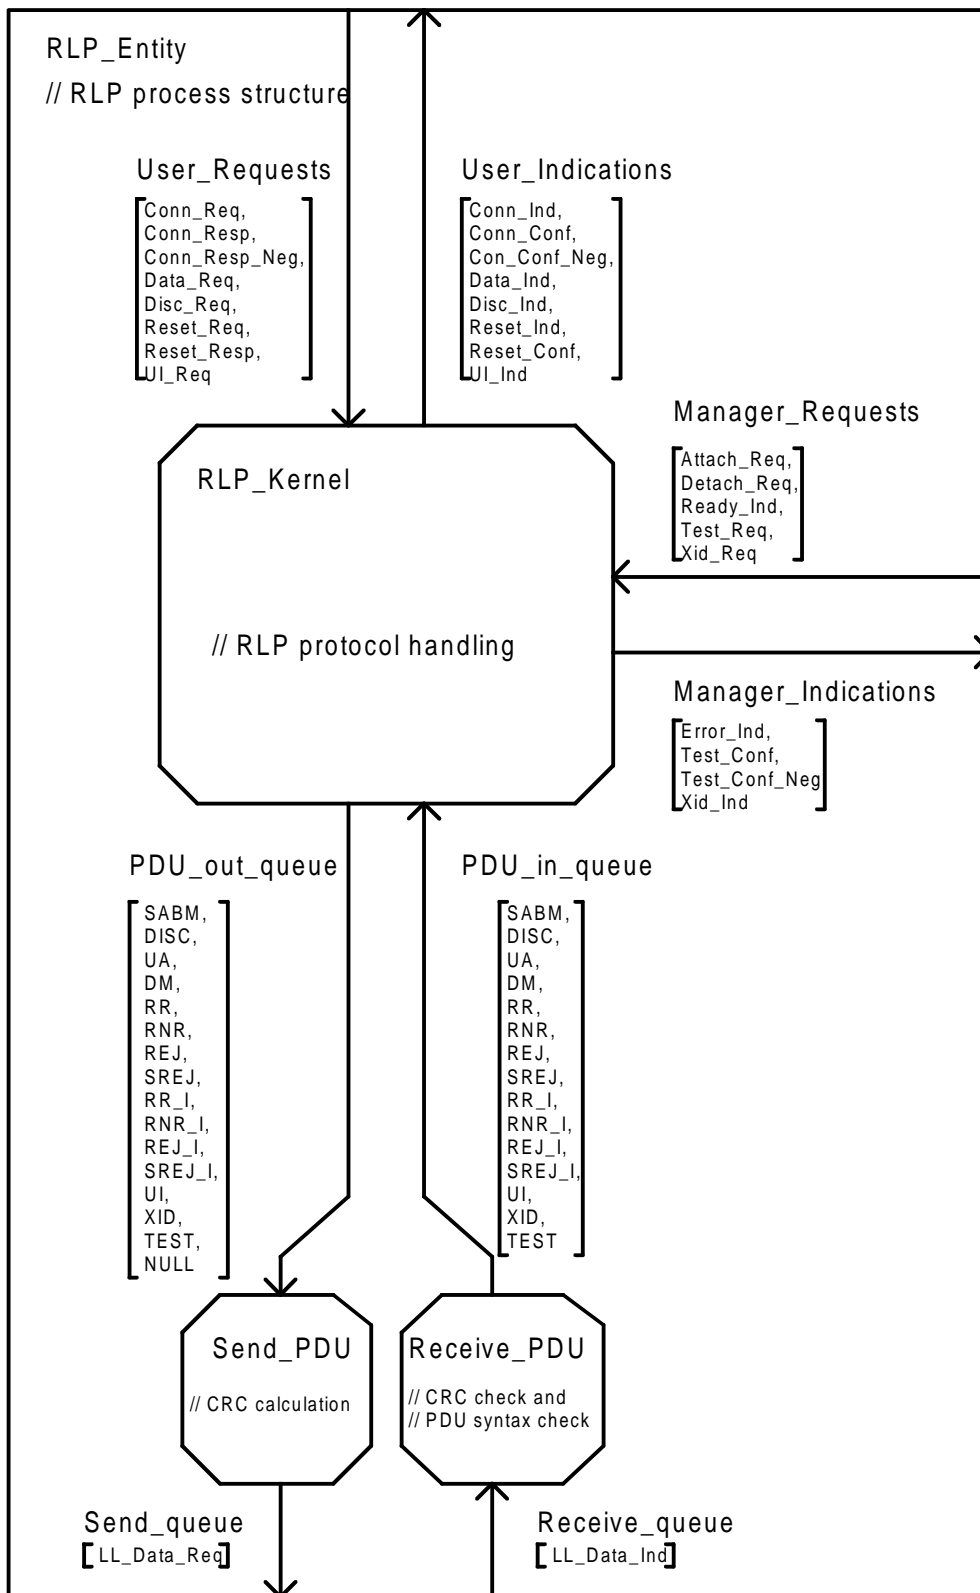 RLP_Entity
// RLP process structure
User_Requests
Conn_Req,
Conn_Resp,
Conn_Resp_Neg,
Data_Req,
Disc_Req,
Reset_Req,
Reset_Resp,
UI_Req
User_Indications
Conn_Ind,
Conn_Conf,
Con_Conf_Neg,
Data_Ind,
Disc_Ind,
Reset_Ind,
Reset_Conf,
UI_Ind
Manager_Requests
Attach_Req,
Detach_Req,
Ready_Ind,
Test_Req,
Xid_Req
RLP_Kernel
// RLP protocol handling
Manager_Indications
Error_Ind,
Test_Conf,
Test_Conf_Neg
Xid_Ind
PDU_out_queue
SABM,
DISC,
UA,
DM,
RR,
RNR,
REJ,
SREJ,
RR_I,
RNR_I,
REJ_I,
SREJ_I,
UI,
XID,
TEST,
NULL
PDU_in_queue
SABM,
DISC,
UA,
DM,
RR,
RNR,
REJ,
SREJ,
RR_I,
RNR_I,
REJ_I,
SREJ_I,
UI,
XID,
TEST
Send_PDU
// CRC calculation
Receive_PDU
// CRC check and
// PDU syntax check
Send_queue
LL_Data_Req
Receive_queue
LL_Data_Ind